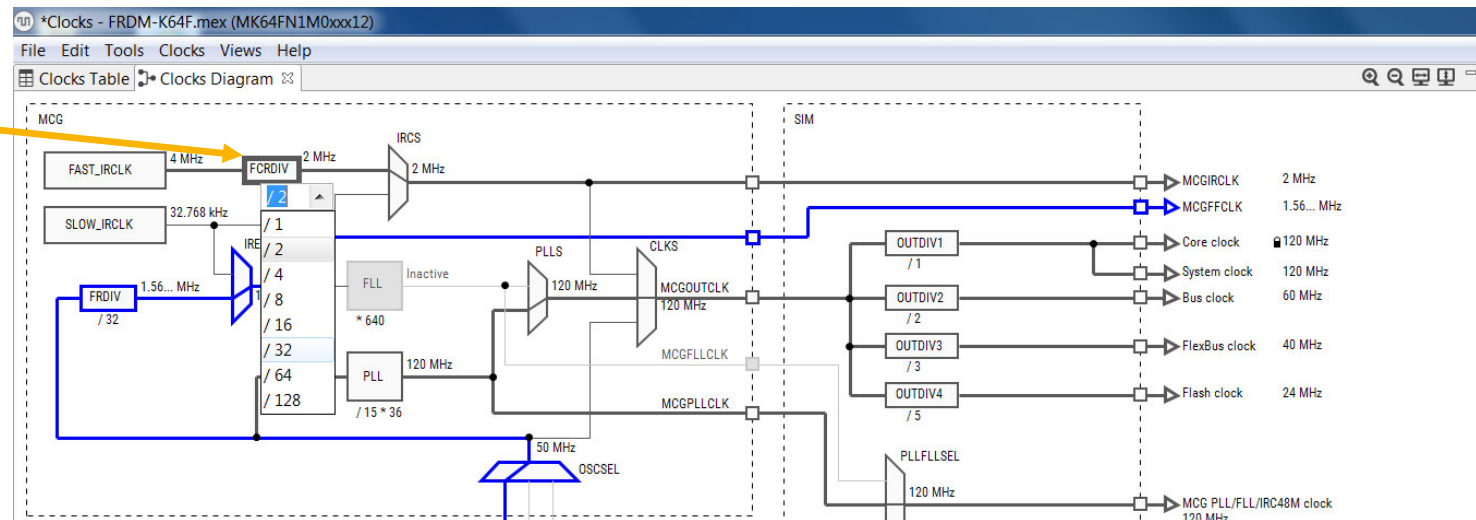 *Clocks - FRDM-K64F.mex (MK64FN1M0xxx12)
File Edit Tools Clocks Views Help
Clocks Table Clocks Diagram
MCG
SIM
IRCS
FAST_IRCLK
4 MHz
FCRDIV
2 MHz
2 MHz
MCGIRCLK 2 MHz
/ 2
SLOW_IRCLK
32.768 kHz
/ 1
/ 2
/ 4
/ 8
/ 16
/ 32
/ 64
/ 128
MCGFFCLK 1.56... MHz
IRE
PLLS
CLKS
OUTDIV1
/ 1
Core clock 120 MHz
System clock 120 MHz
FLL
Inactive
* 640
120 MHz
MCGOUTCLK
120 MHz
OUTDIV2
/ 2
Bus clock 60 MHz
FRDIV
1.56... MHz
/ 32
1
OUTDIV3
/ 3
FlexBus clock 40 MHz
MCGFLLCLK
PLL
120 MHz
/ 15 * 36
OUTDIV4
/ 5
Flash clock 24 MHz
MCGPLLCLK
50 MHz
OSCSEL
PLLFLLSEL
120 MHz
MCG PLL/FLL/IRC48M clock
120 MHz